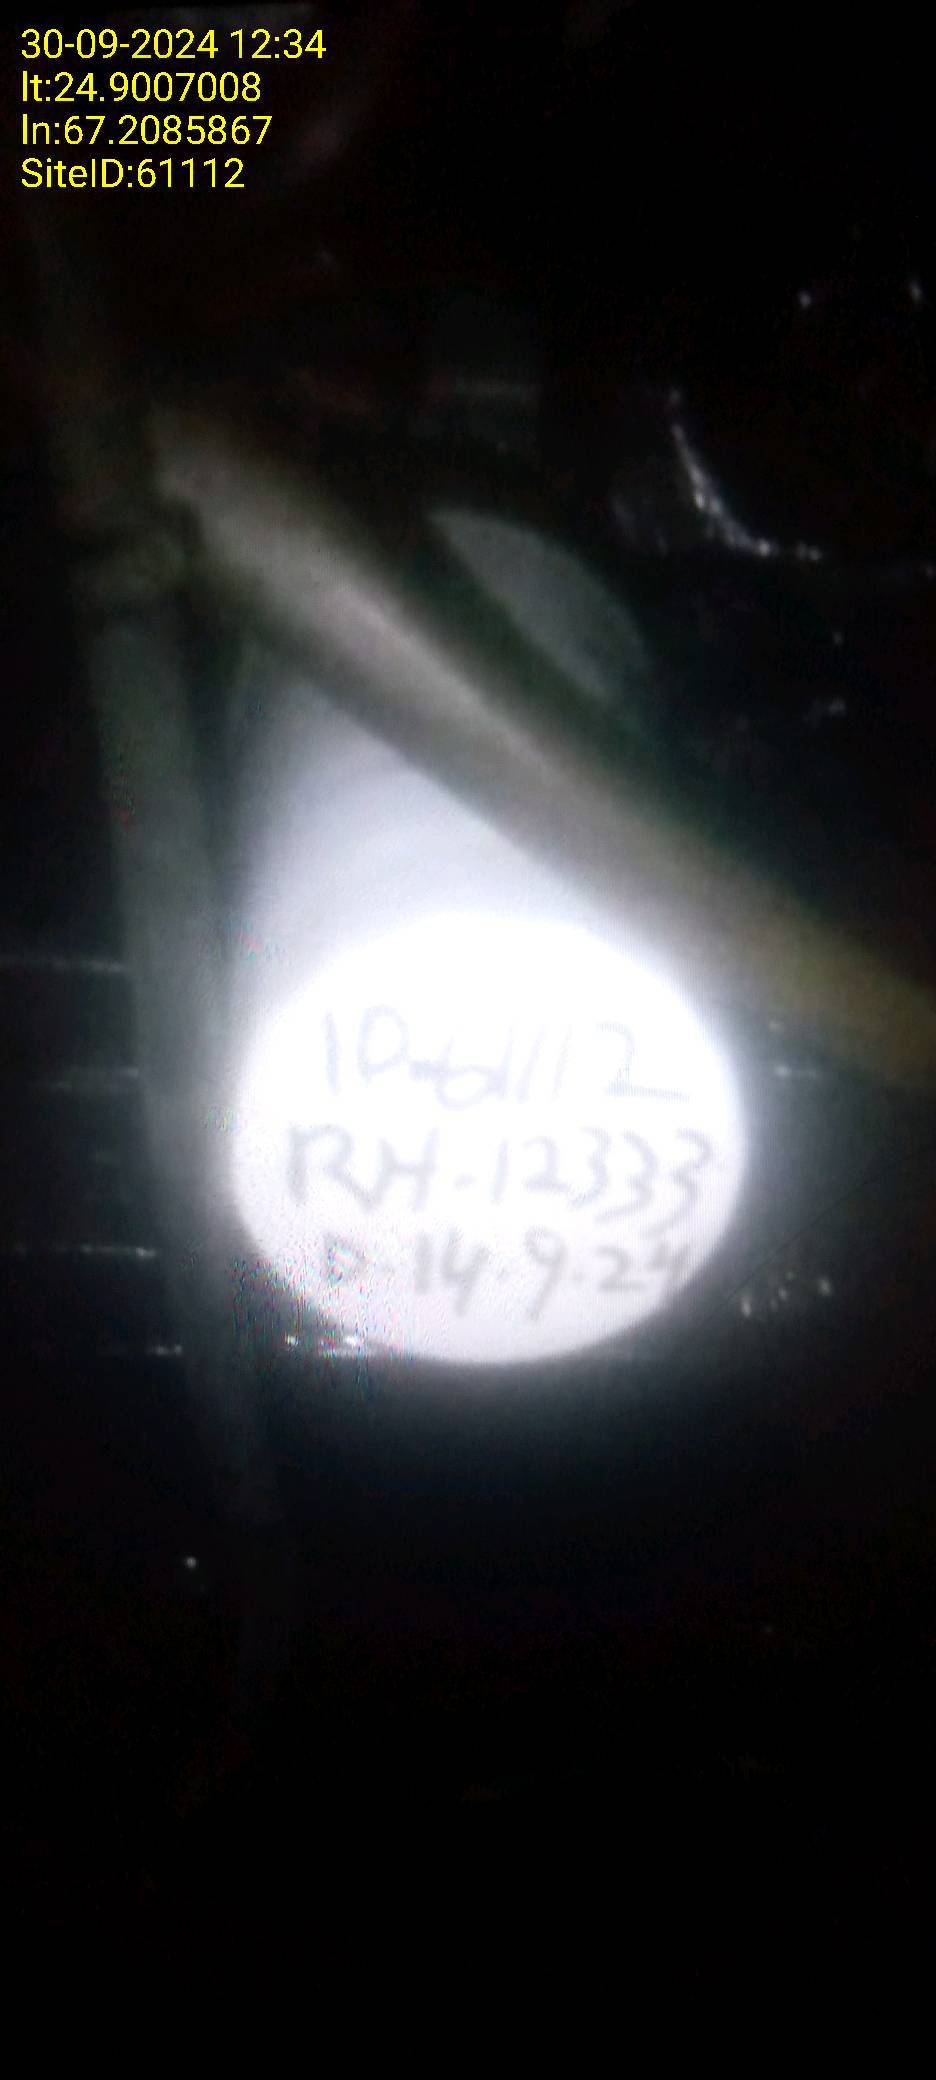 30-09-2024 12:34
lt:24.9007008
ln:67.2085867
SiteID:61112
ID-61112
RH-12333
D-14.9.24